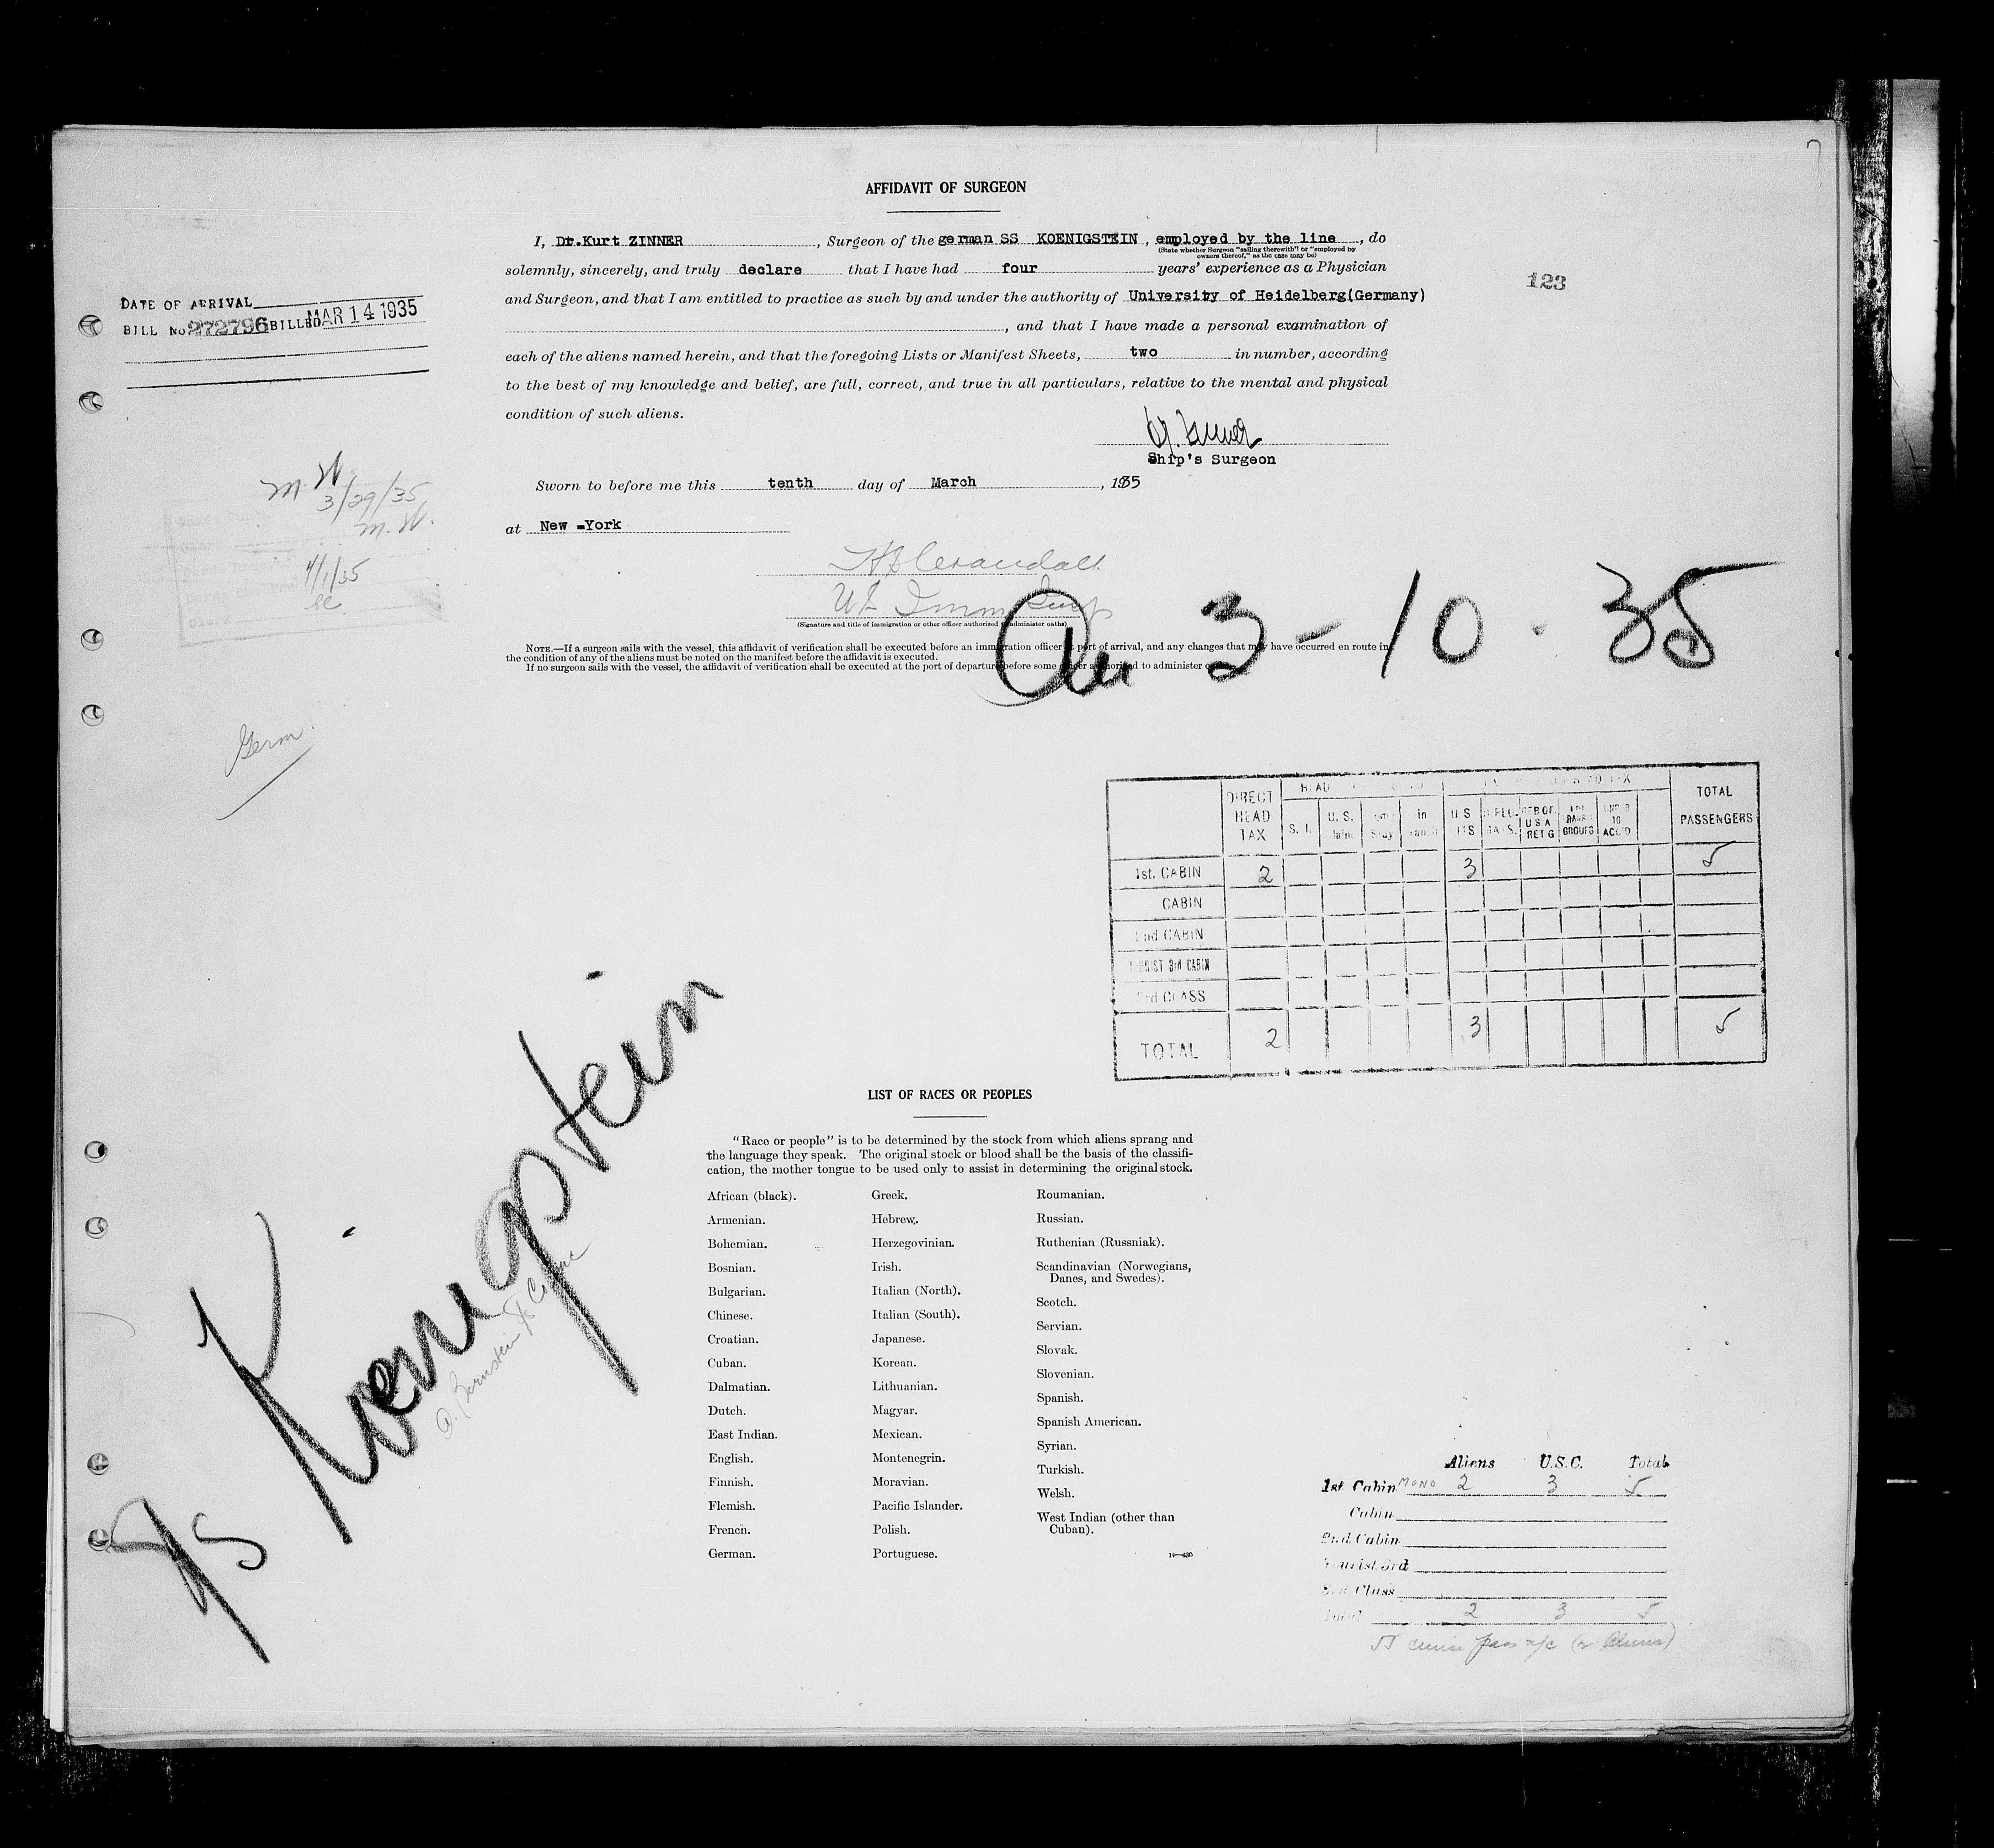 AFFIDAVIT OF SURGEON
I, Dr.Kurt ZINNER, Surgeon of the german SS KOENIGSTEIN, employed by the line, do
(State whether Surgeon "sailing therewith" or "employed by
owners thereof," as the case may be)
solemnly, sincerely, and truly declare that I have had four years' experience as a Physician
and Surgeon, and that I am entitled to practice as such by and under the authority of University of Heidelberg(Germany)
, and that I have made a personal examination of
each of the aliens named herein, and that the foregoing Lists or Manifest Sheets, two in number, according
to the best of my knowledge and belief, are full, correct, and true in all particulars, relative to the mental and physical
condition of such aliens.
Ship's Surgeon
Sworn to before me this tenth day of March, 1935
at New-York
(Signature and title of immigration or other officer authorized to administer oaths)
NOTE.—If a surgeon sails with the vessel, this affidavit of verification shall be executed before an immigration officer at port of arrival, and any changes that may have occurred en route in
the condition of any of the aliens must be noted on the manifest before the affidavit is executed.
If no surgeon sails with the vessel, the affidavit of verification shall be executed at the port of departure before some officer authorized to administer
123
DATE OF ARRIVAL
BILL No 272796 BILLED MAR 14 1935
M. W.
3/29/35
M. W.
4/1/35
Germ.
3-10-35
DIRECT HEAD TAX
S. I.
U. S.
in
U S
REB OF U S A RET G
GROUPS
UNDER 16 ACC'D
TOTAL PASSENGERS
1st. CABIN 2 3 5
CABIN
2nd CABIN
TOURIST 3rd CABIN
3rd CLASS
TOTAL 2 3 5
SS Koenigstein
A. Bernstein
LIST OF RACES OR PEOPLES
"Race or people" is to be determined by the stock from which aliens sprang and
the language they speak. The original stock or blood shall be the basis of the classifi-
cation, the mother tongue to be used only to assist in determining the original stock.
African (black).
Armenian.
Bohemian.
Bosnian.
Bulgarian.
Chinese.
Croatian.
Cuban.
Dalmatian.
Dutch.
East Indian.
English.
Finnish.
Flemish.
French.
German.
Greek.
Hebrew.
Herzegovinian.
Irish.
Italian (North).
Italian (South).
Japanese.
Korean.
Lithuanian.
Magyar.
Mexican.
Montenegrin.
Moravian.
Pacific Islander.
Polish.
Portuguese.
Roumanian.
Russian.
Ruthenian (Russniak).
Scandinavian (Norwegians,
Danes, and Swedes).
Scotch.
Servian.
Slovak.
Slovenian.
Spanish.
Spanish American.
Syrian.
Turkish.
Welsh.
West Indian (other than
Cuban).
Aliens U.S.C. Total
1st Cabin MONO 2 3 5
Cabin
2nd Cabin
Tourist 3rd
3rd Class
Total 2 3 5